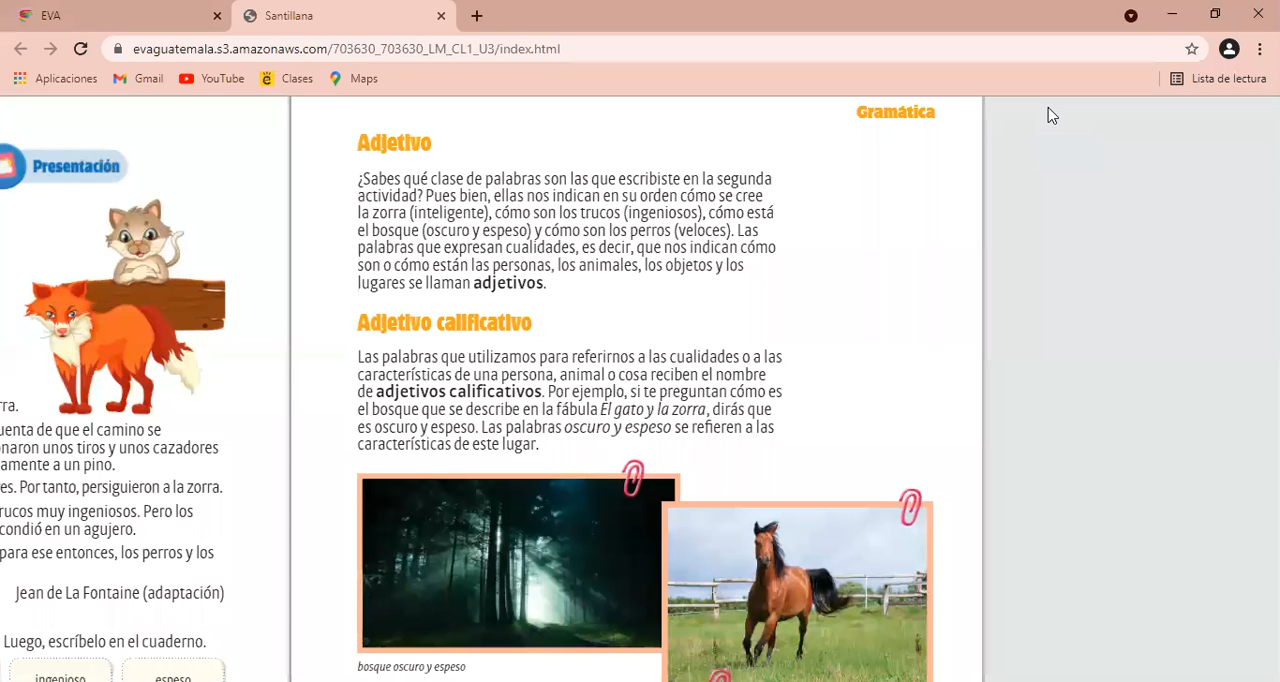 EVA
Santillana
evaguatemala.s3.amazonaws.com/703630_703630_LM_CL1_U3/index.html
Aplicaciones
Gmail
YouTube
Clases
Maps
Lista de lectura
Presentación
rra.
uenta de que el camino se
naron unos tiros y unos cazadores
amente a un pino.
es. Por tanto, persiguieron a la zorra.
rucos muy ingeniosos. Pero los
condió en un agujero.
para ese entonces, los perros y los
Jean de La Fontaine (adaptación)
Luego, escríbelo en el cuaderno.
ingenioso
espeso
Gramática
Adjetivo
¿Sabes qué clase de palabras son las que escribiste en la segunda
actividad? Pues bien, ellas nos indican en su orden cómo se cree
la zorra (inteligente), cómo son los trucos (ingeniosos), cómo está
el bosque (oscuro y espeso) y cómo son los perros (veloces). Las
palabras que expresan cualidades, es decir, que nos indican cómo
son o cómo están las personas, los animales, los objetos y los
lugares se llaman adjetivos.
Adjetivo calificativo
Las palabras que utilizamos para referirnos a las cualidades o a las
características de una persona, animal o cosa reciben el nombre
de adjetivos calificativos. Por ejemplo, si te preguntan cómo es
el bosque que se describe en la fábula El gato y la zorra, dirás que
es oscuro y espeso. Las palabras oscuro y espeso se refieren a las
características de este lugar.
bosque oscuro y espeso